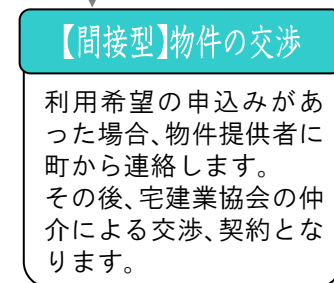 【間接型】物件の交渉
利用希望の申込みがあ
った場合、物件提供者に
町から連絡します。
その後、宅建業協会の仲
介による交渉、契約とな
ります。